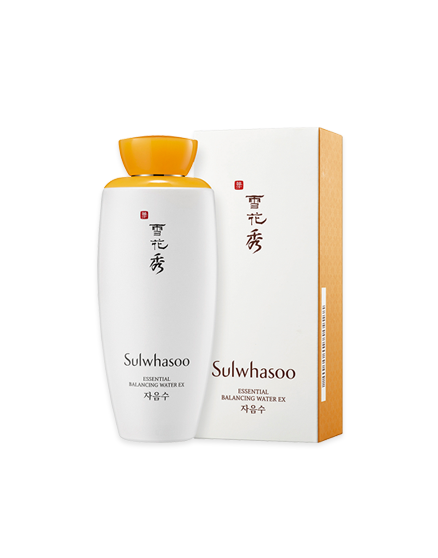 雪
花
秀
Sulwhasoo
ESSENTIAL
BALANCING WATER EX
자음수
雪
花
秀
Sulwhasoo
ESSENTIAL
BALANCING WATER EX
자음수